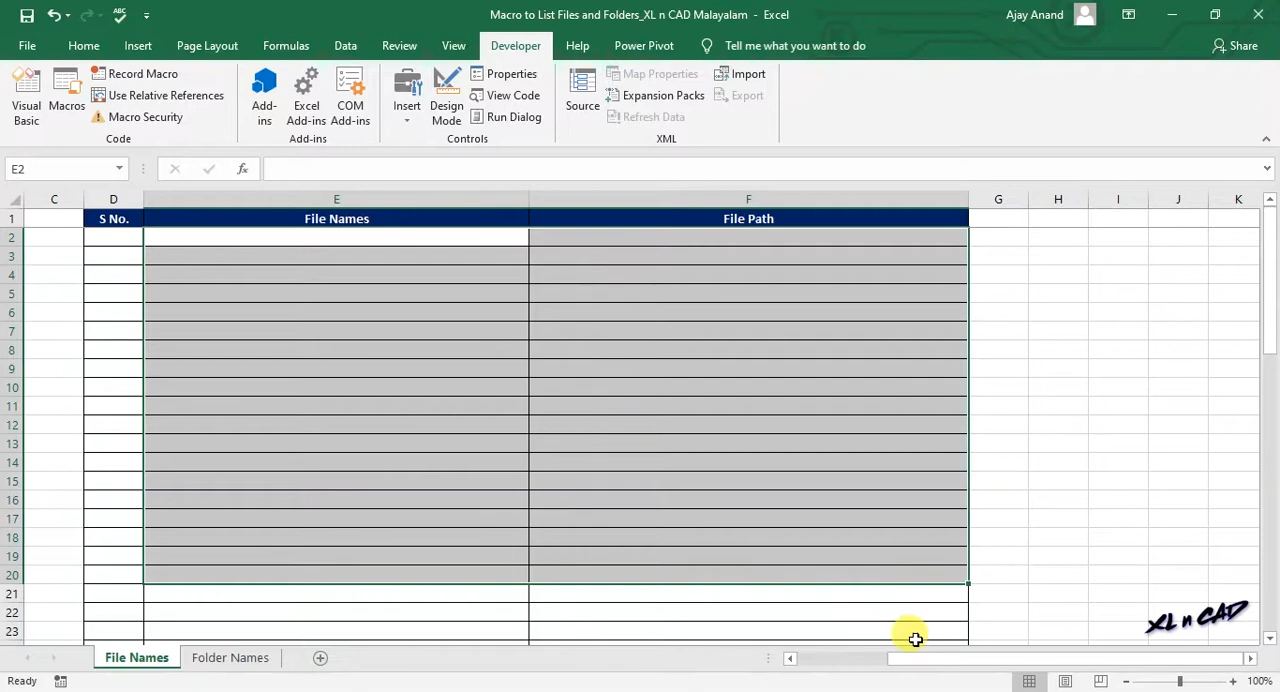 Macro to List Files and Folders_XL n CAD Malayalam - Excel
Ajay Anand
File Home Insert Page Layout Formulas Data Review View Developer Help Power Pivot Tell me what you want to do Share
Visual Basic
Macros
Record Macro
Use Relative References
Macro Security
Code
Add-ins
Excel Add-ins
COM Add-ins
Add-ins
Insert
Design Mode
Properties
View Code
Run Dialog
Controls
Source
Map Properties
Expansion Packs
Refresh Data
Import
Export
XML
E2
fx
C D E F G H I J K
1 S No. File Names File Path
2
3
4
5
6
7
8
9
10
11
12
13
14
15
16
17
18
19
20
21
22
23
XL n CAD
File Names Folder Names
Ready
100%